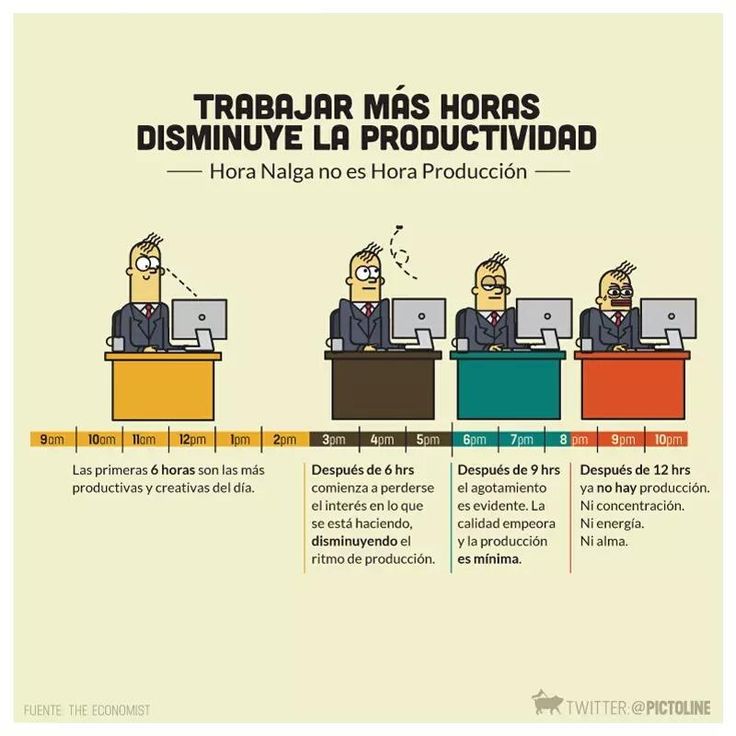 TRABAJAR MÁS HORAS
DISMINUYE LA PRODUCTIVIDAD
Hora Nalga no es Hora Producción
9am 10am 11am 12pm 1pm 2pm 3pm 4pm 5pm 6pm 7pm 8pm 9pm 10pm
Las primeras 6 horas son las más
productivas y creativas del día.
Después de 6 hrs
comienza a perderse
el interés en lo que
se está haciendo,
disminuyendo el
ritmo de producción.
Después de 9 hrs
el agotamiento
es evidente. La
calidad empeora
y la producción
es mínima.
Después de 12 hrs
ya no hay producción.
Ni concentración.
Ni energía.
Ni alma.
FUENTE: THE ECONOMIST
TWITTER:@PICTOLINE